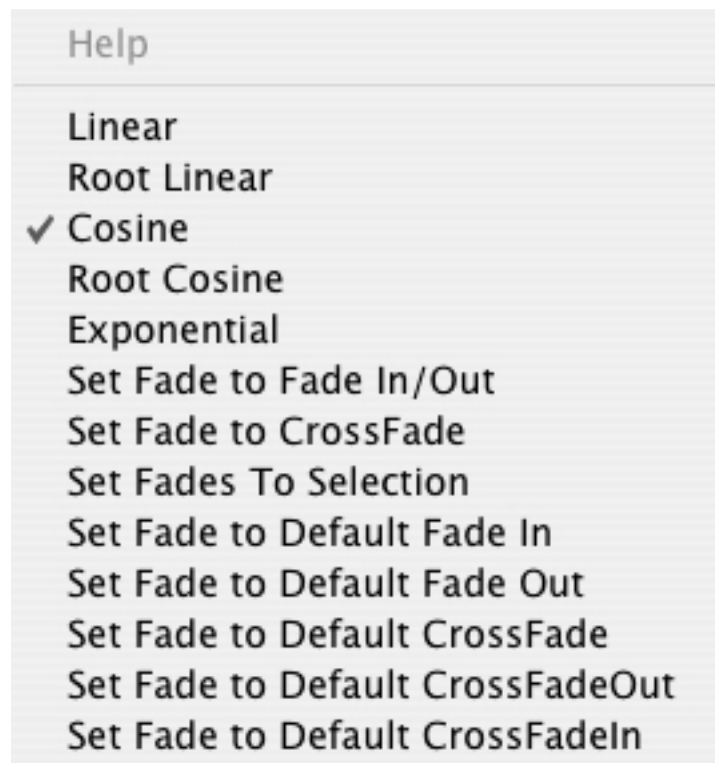 Help
Linear
Root Linear
Cosine
Root Cosine
Exponential
Set Fade to Fade In/Out
Set Fade to CrossFade
Set Fades To Selection
Set Fade to Default Fade In
Set Fade to Default Fade Out
Set Fade to Default CrossFade
Set Fade to Default CrossFadeOut
Set Fade to Default CrossFadeIn